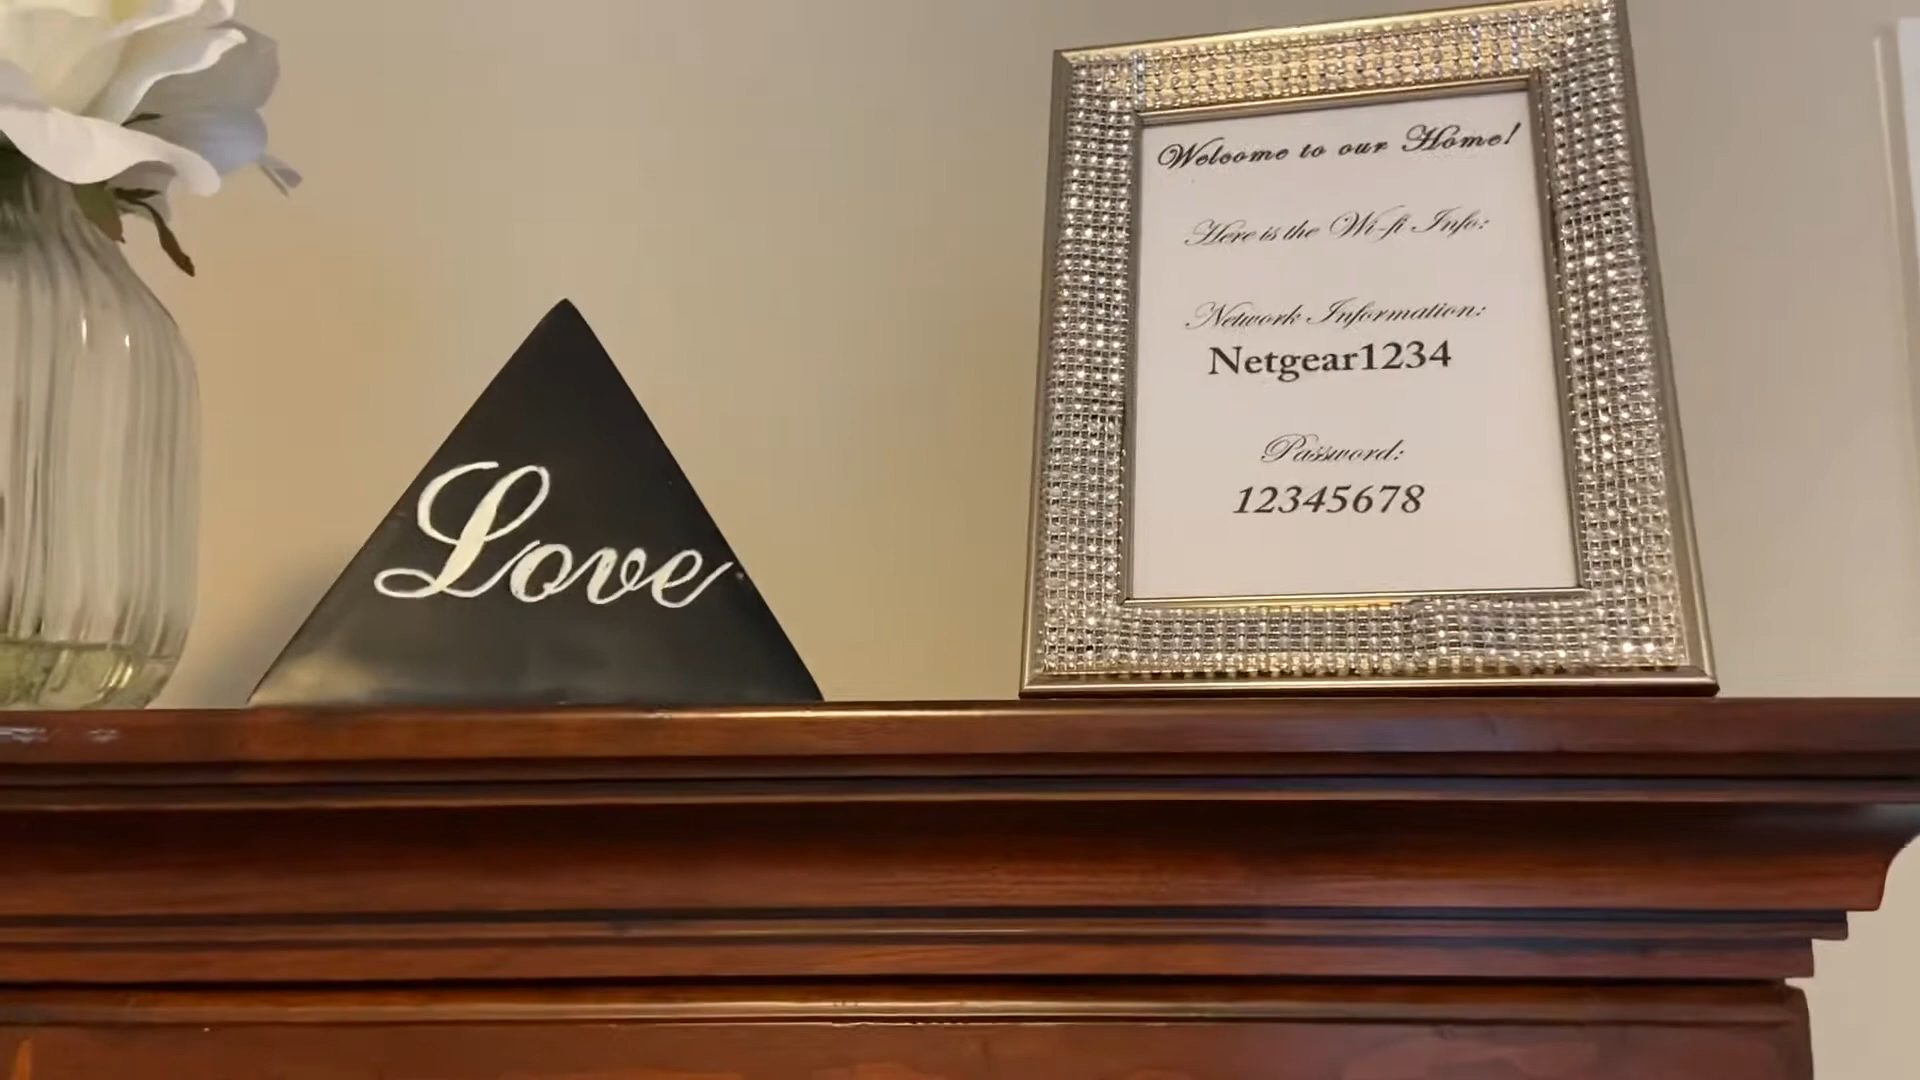 Love
Welcome to our Home!
Here is the Wi-fi Info:
Network Information:
Netgear1234
Password:
12345678